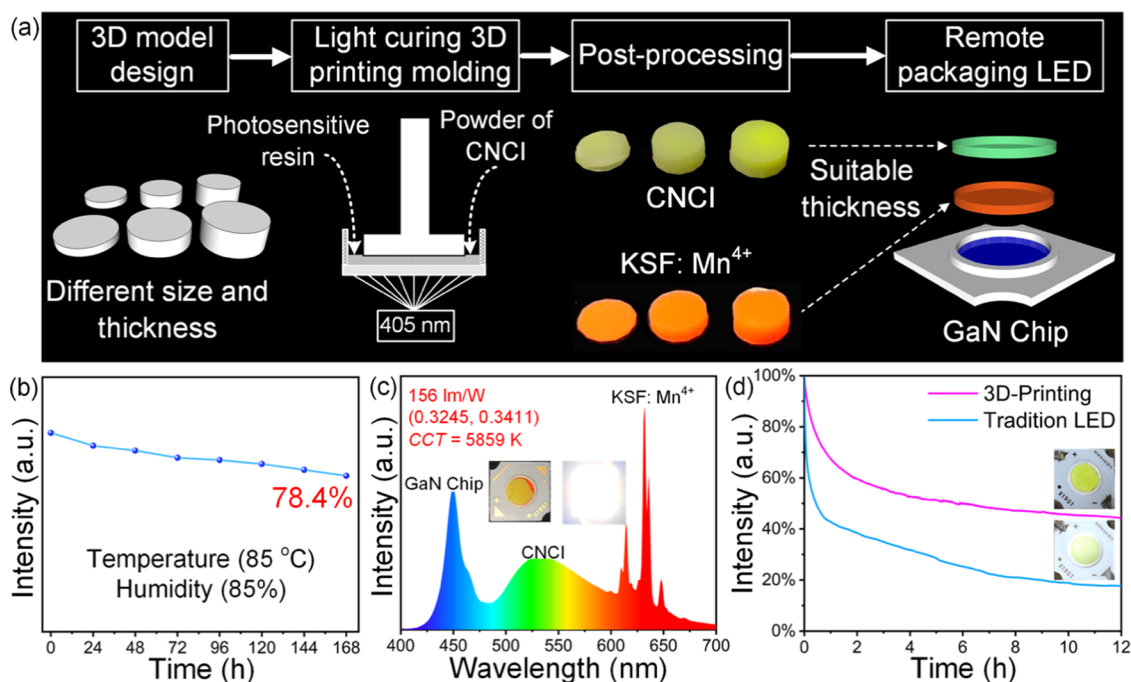 (a)
3D model
design
Light curing 3D
printing molding
Post-processing
Remote
packaging LED
Photosensitive
resin
Powder of
CNCI
Different size and
thickness
405 nm
CNCI
KSF: Mn⁴⁺
Suitable
thickness
GaN Chip
(b)
Intensity (a.u.)
78.4%
Temperature (85 °C)
Humidity (85%)
0 24 48 72 96 120 144 168
Time (h)
(c)
Intensity (a.u.)
156 lm/W
(0.3245, 0.3411)
CCT = 5859 K
KSF: Mn⁴⁺
GaN Chip
CNCI
400 450 500 550 600 650 700
Wavelength (nm)
(d)
Intensity (a.u.)
100%
80%
60%
40%
20%
0%
3D-Printing
Tradition LED
0 2 4 6 8 10 12
Time (h)